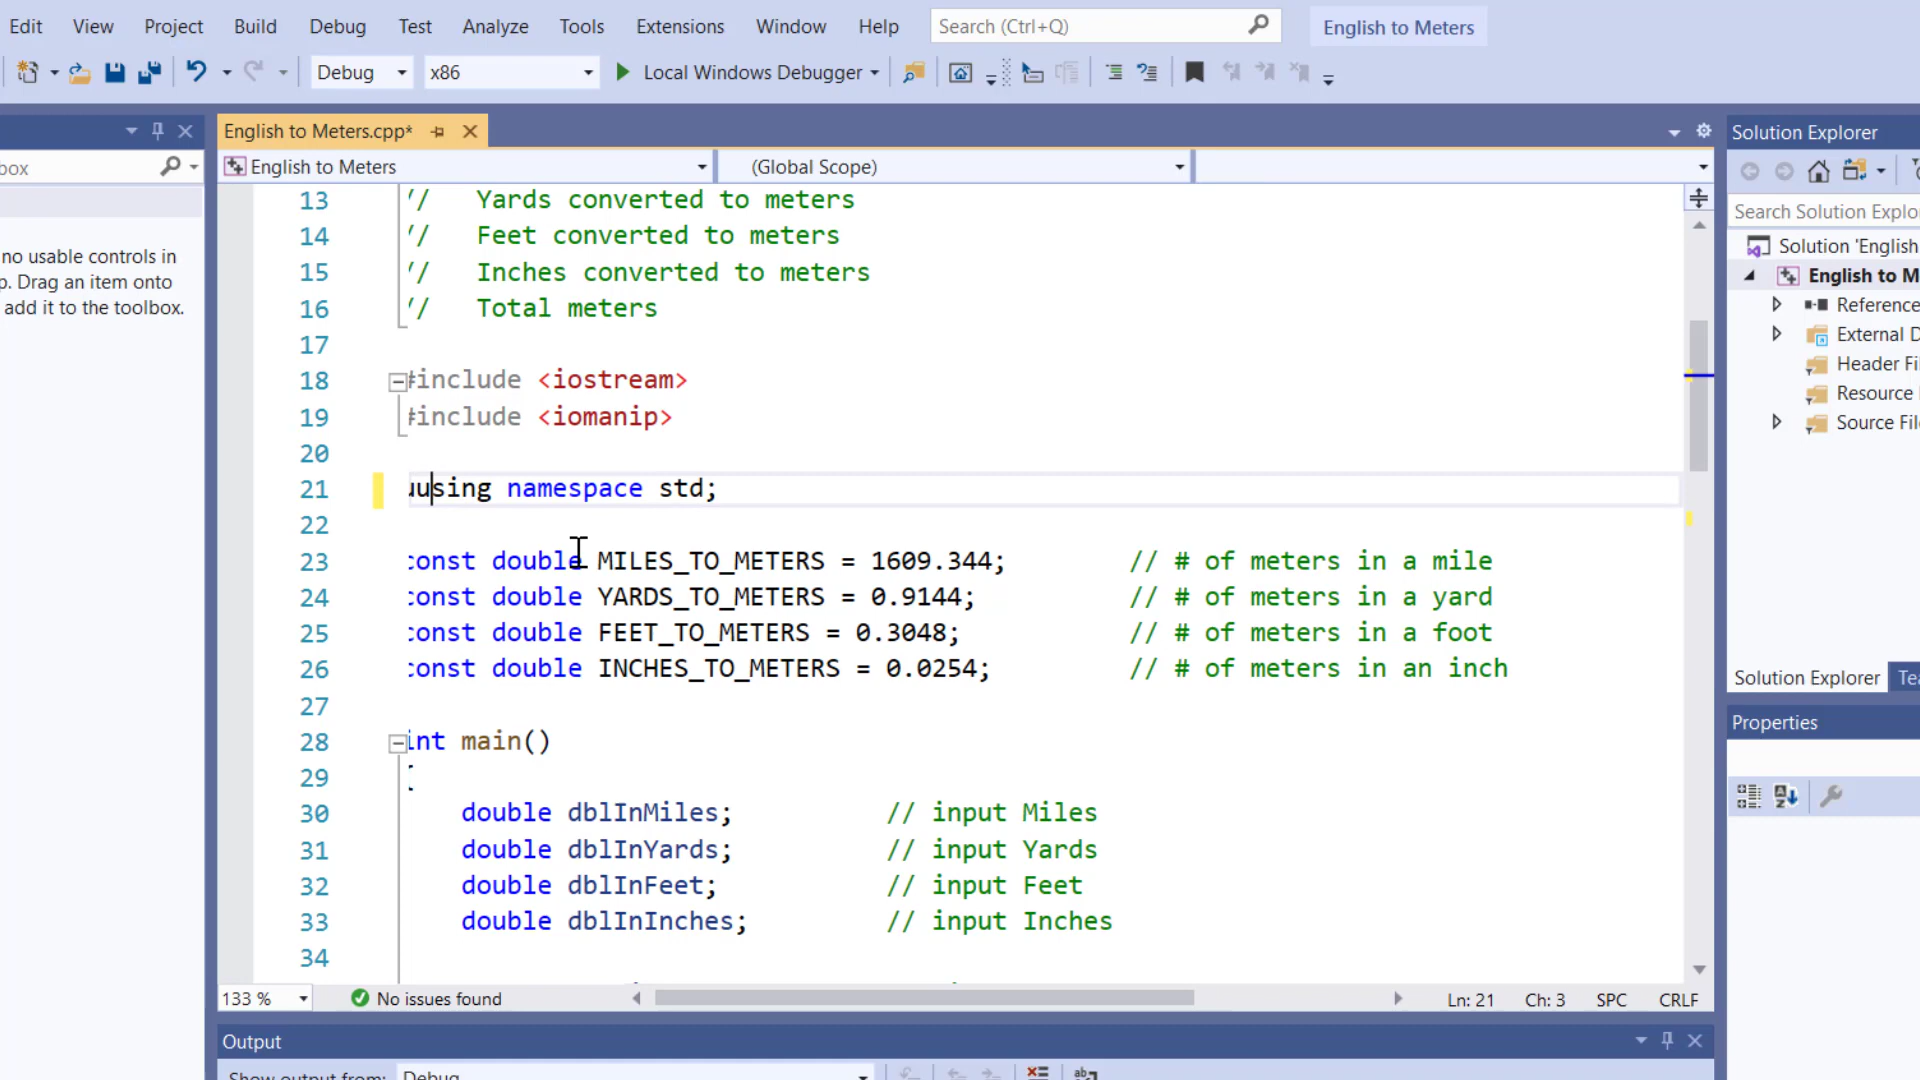 Edit View Project Build Debug Test Analyze Tools Extensions Window Help Search (Ctrl+Q) English to Meters
Debug x86 Local Windows Debugger
English to Meters.cpp*
English to Meters (Global Scope)
box
no usable controls in
p. Drag an item onto
add it to the toolbox.
13 // Yards converted to meters
14 // Feet converted to meters
15 // Inches converted to meters
16 // Total meters
17
18 #include <iostream>
19 #include <iomanip>
20
21 uusing namespace std;
22
23 const double MILES_TO_METERS = 1609.344; // # of meters in a mile
24 const double YARDS_TO_METERS = 0.9144; // # of meters in a yard
25 const double FEET_TO_METERS = 0.3048; // # of meters in a foot
26 const double INCHES_TO_METERS = 0.0254; // # of meters in an inch
27
28 int main()
29 {
30 double dblInMiles; // input Miles
31 double dblInYards; // input Yards
32 double dblInFeet; // input Feet
33 double dblInInches; // input Inches
34
133 % No issues found Ln: 21 Ch: 3 SPC CRLF
Output
Show output from: Debug
Solution Explorer
Search Solution Explo
Solution 'English
English to M
Reference
External D
Header Fi
Resource
Source Fil
Solution Explorer Tea
Properties